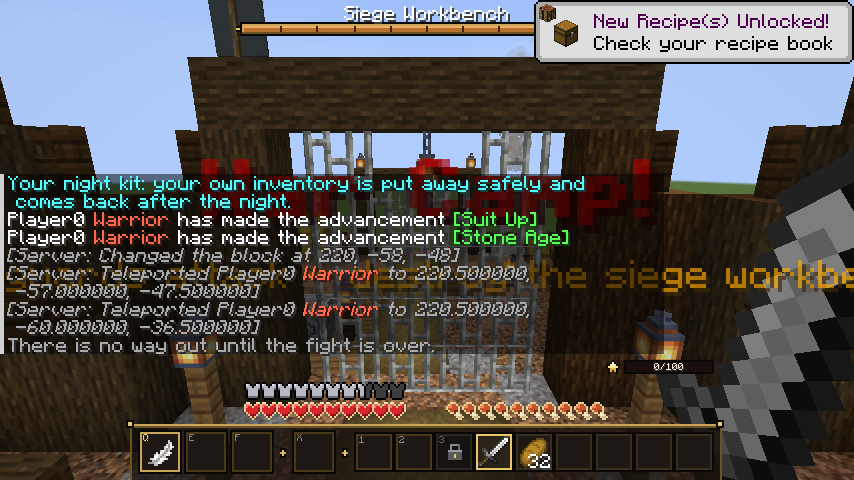 Siege Workbench
New Recipe(s) Unlocked!
Check your recipe book
Your night kit: your own inventory is put away safely and
comes back after the night.
Player0 Warrior has made the advancement [Suit Up]
Player0 Warrior has made the advancement [Stone Age]
[Server: Changed the block at 220, -58, -48]
[Server: Teleported Player0 Warrior to 220.500000,
-57.000000, -47.500000]
[Server: Teleported Player0 Warrior to 220.500000,
-60.000000, -36.500000]
the siege workbe
There is no way out until the fight is over.
0/100
Q E F X 1 2 3
32